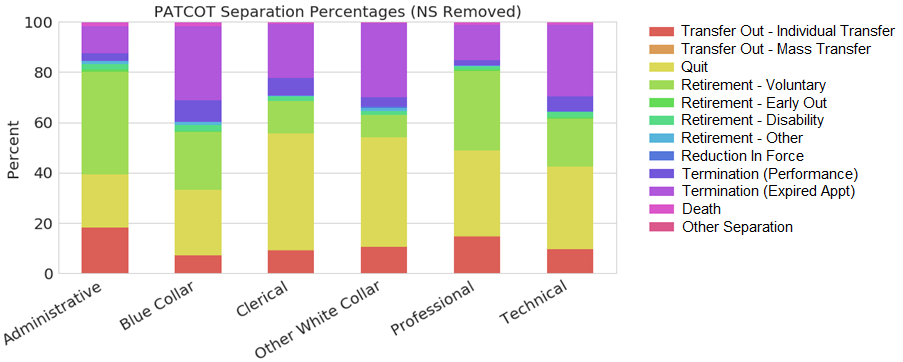 PATCOT Separation Percentages (NS Removed)
100
80
60
40
20
0
Percent
Administrative
Blue Collar
Clerical
Other White Collar
Professional
Technical
Transfer Out - Individual Transfer
Transfer Out - Mass Transfer
Quit
Retirement - Voluntary
Retirement - Early Out
Retirement - Disability
Retirement - Other
Reduction In Force
Termination (Performance)
Termination (Expired Appt)
Death
Other Separation